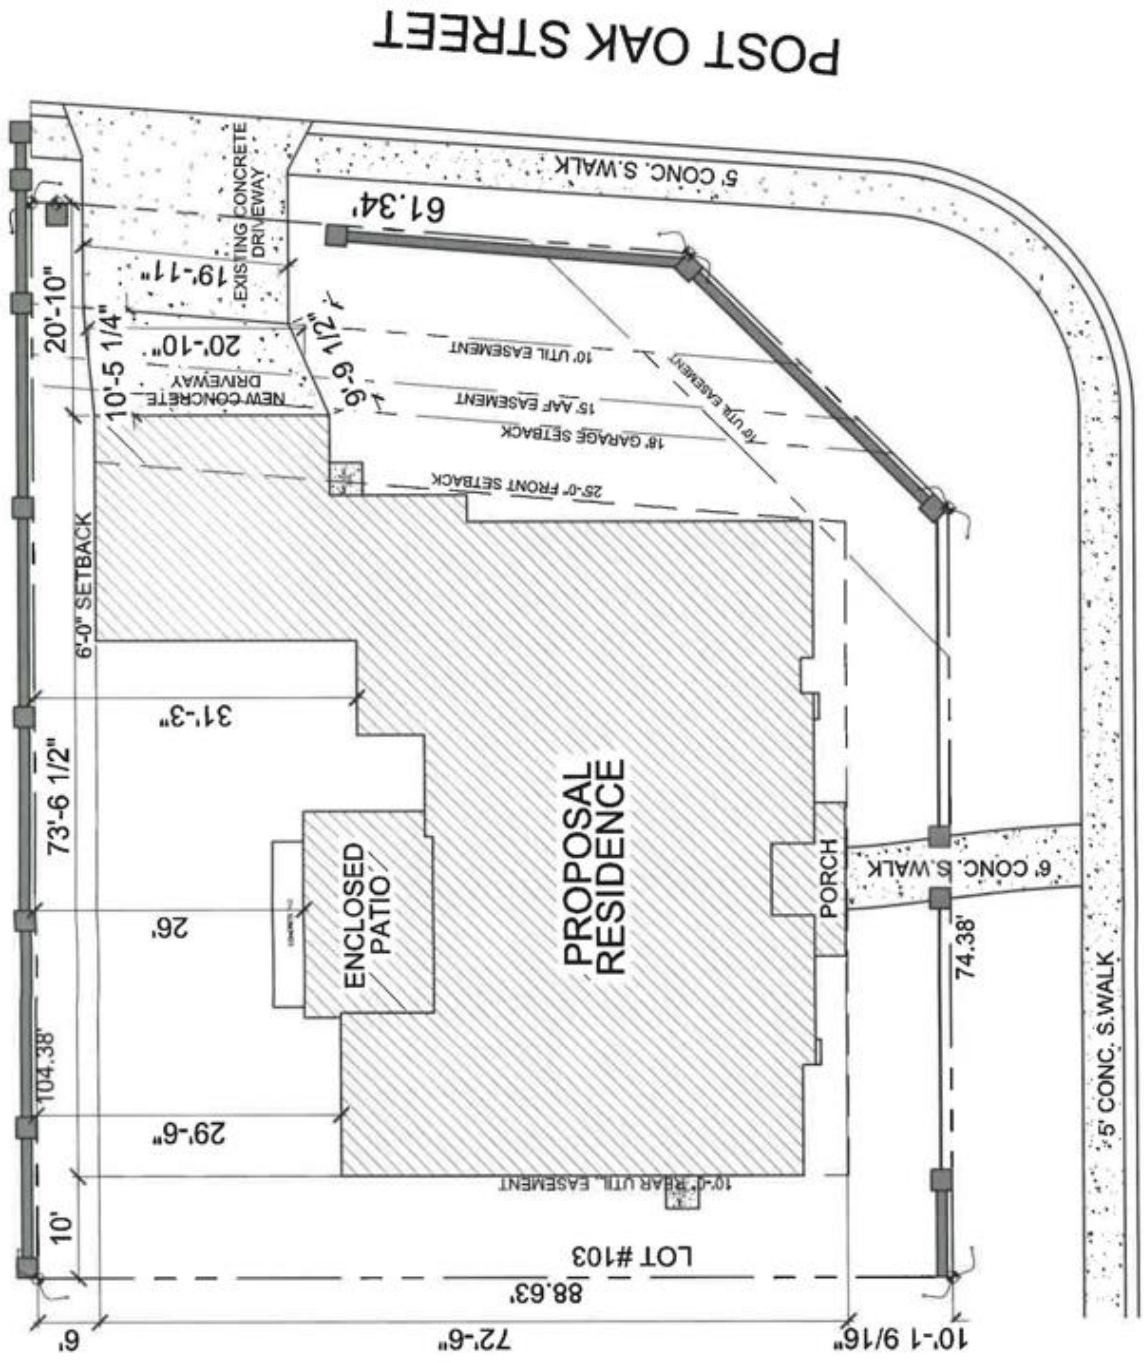 POST OAK STREET
EXISTING CONCRETE
DRIVEWAY
5' CONC. S.WALK
61.34'
19'-11"
20'-10"
10'-5 1/4"
20'-10"
9'-9 1/2"
NEW CONCRETE
DRIVEWAY
10' UTIL EASEMENT
15' AAF EASEMENT
18' GARAGE SETBACK
25'-0" FRONT SETBACK
10' UTIL EASEMENT
6'-0" SETBACK
31'-3"
73'-6 1/2"
PROPOSAL
RESIDENCE
ENCLOSED
PATIO
26'
PORCH
6' CONC. S.WALK
74.38'
104.38'
29'-6"
5' CONC. S.WALK
10'-0" REAR UTIL. EASEMENT
10'
LOT #103
88.63'
6'
72'-6"
10'-1 9/16"